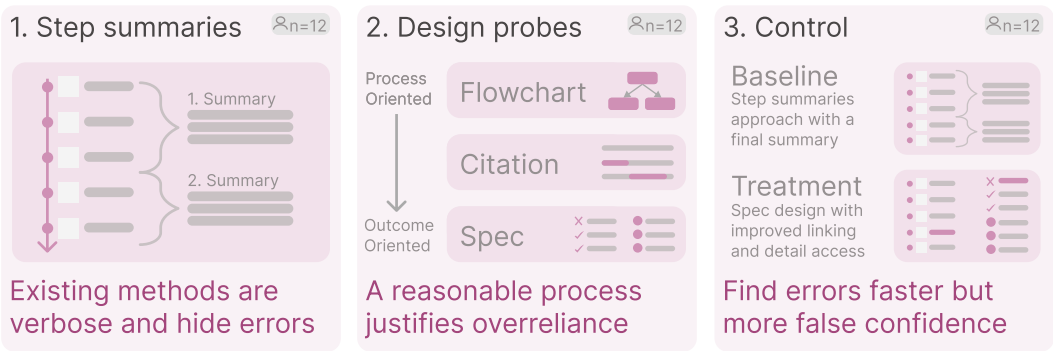 1. Step summaries
n=12
1. Summary
2. Summary
Existing methods are
verbose and hide errors
2. Design probes
n=12
Process
Oriented
Outcome
Oriented
Flowchart
Citation
Spec
A reasonable process
justifies overreliance
3. Control
n=12
Baseline
Step summaries
approach with a
final summary
Treatment
Spec design with
improved linking
and detail access
Find errors faster but
more false confidence